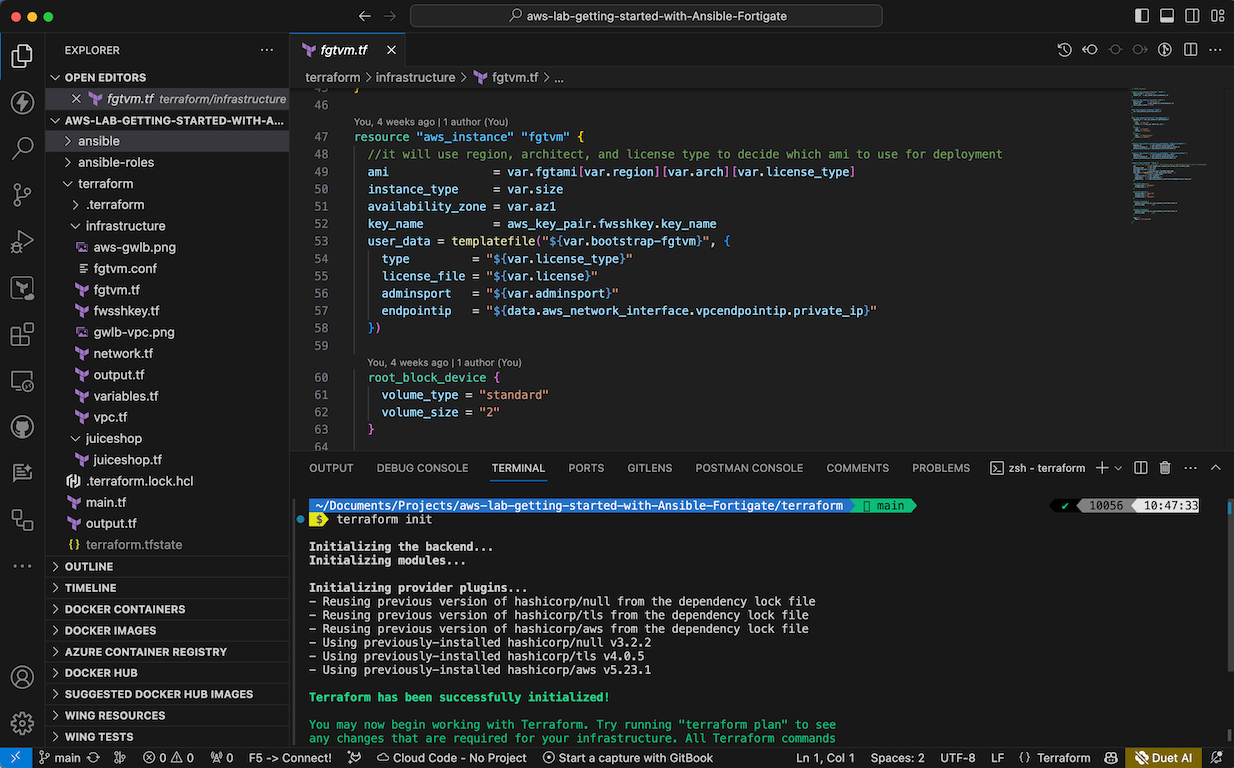 aws-lab-getting-started-with-Ansible-Fortigate
EXPLORER
OPEN EDITORS
fgtvm.tf terraform/infrastructure
AWS-LAB-GETTING-STARTED-WITH-A...
ansible
ansible-roles
terraform
.terraform
infrastructure
aws-gwlb.png
fgtvm.conf
fgtvm.tf
fwsshkey.tf
gwlb-vpc.png
network.tf
output.tf
variables.tf
vpc.tf
juiceshop
juiceshop.tf
.terraform.lock.hcl
main.tf
output.tf
{} terraform.tfstate
OUTLINE
TIMELINE
DOCKER CONTAINERS
DOCKER IMAGES
AZURE CONTAINER REGISTRY
DOCKER HUB
SUGGESTED DOCKER HUB IMAGES
WING RESOURCES
WING TESTS
fgtvm.tf
terraform > infrastructure > fgtvm.tf > ...
45 }
46
You, 4 weeks ago | 1 author (You)
47 resource "aws_instance" "fgtvm" {
48 //it will use region, architect, and license type to decide which ami to use for deployment
49 ami = var.fgtami[var.region][var.arch][var.license_type]
50 instance_type = var.size
51 availability_zone = var.az1
52 key_name = aws_key_pair.fwsshkey.key_name
53 user_data = templatefile("${var.bootstrap-fgtvm}", {
54 type = "${var.license_type}"
55 license_file = "${var.license}"
56 adminsport = "${var.adminsport}"
57 endpointip = "${data.aws_network_interface.vpcendpointip.private_ip}"
58 })
59
You, 4 weeks ago | 1 author (You)
60 root_block_device {
61 volume_type = "standard"
62 volume_size = "2"
63 }
64
OUTPUT DEBUG CONSOLE TERMINAL PORTS GITLENS POSTMAN CONSOLE COMMENTS PROBLEMS zsh - terraform
~/Documents/Projects/aws-lab-getting-started-with-Ansible-Fortigate/terraform main ✔ 10056 10:47:33
$ terraform init
Initializing the backend...
Initializing modules...
Initializing provider plugins...
- Reusing previous version of hashicorp/null from the dependency lock file
- Reusing previous version of hashicorp/tls from the dependency lock file
- Reusing previous version of hashicorp/aws from the dependency lock file
- Using previously-installed hashicorp/null v3.2.2
- Using previously-installed hashicorp/tls v4.0.5
- Using previously-installed hashicorp/aws v5.23.1
Terraform has been successfully initialized!
You may now begin working with Terraform. Try running "terraform plan" to see
any changes that are required for your infrastructure. All Terraform commands
main 0 0 0 F5 -> Connect! Cloud Code - No Project Start a capture with GitBook Ln 1, Col 1 Spaces: 2 UTF-8 LF {} Terraform Duet AI